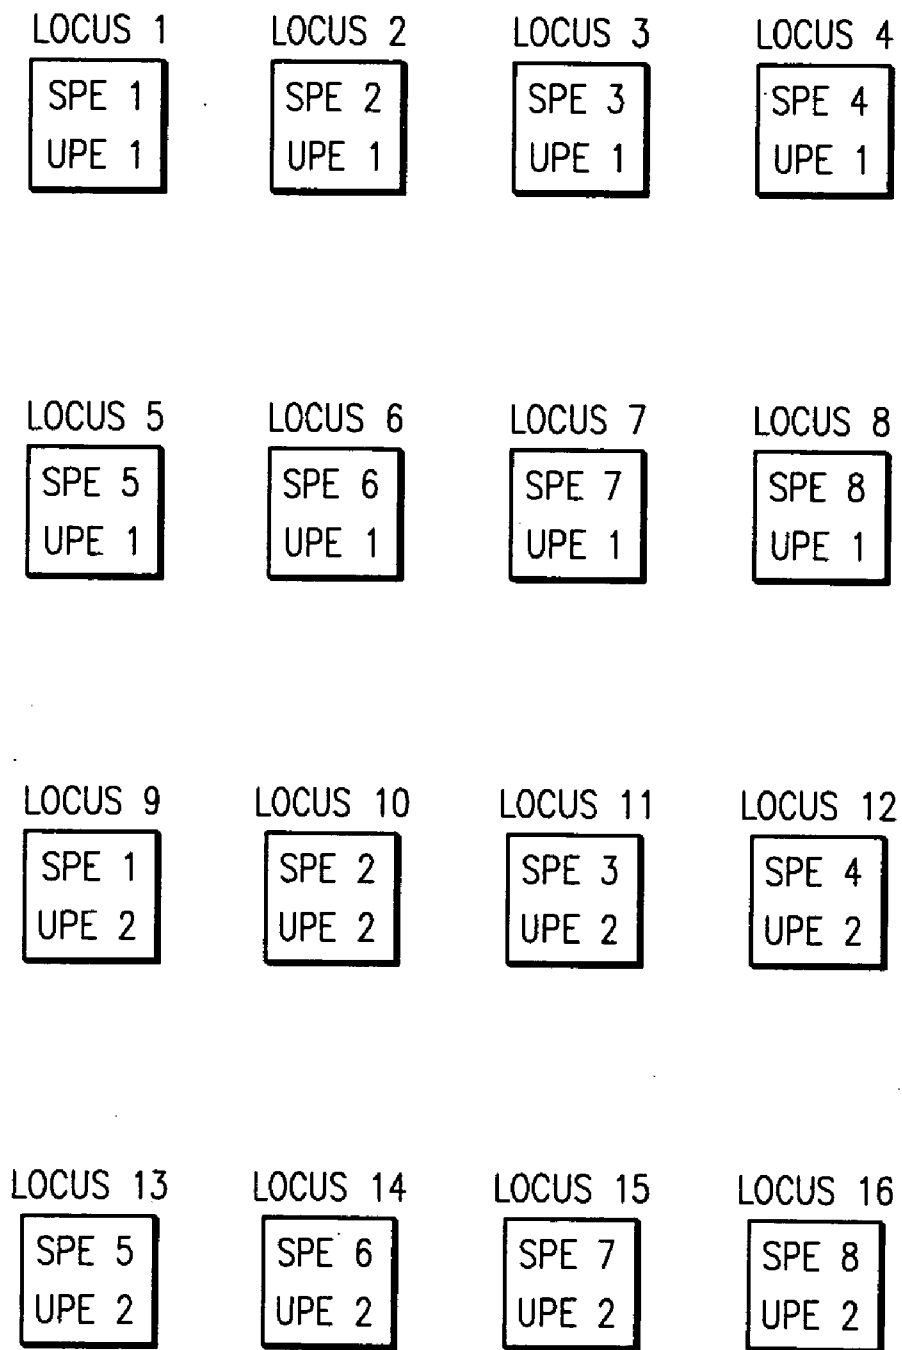 LOCUS 1
SPE 1
UPE 1
LOCUS 2
SPE 2
UPE 1
LOCUS 3
SPE 3
UPE 1
LOCUS 4
SPE 4
UPE 1
LOCUS 5
SPE 5
UPE 1
LOCUS 6
SPE 6
UPE 1
LOCUS 7
SPE 7
UPE 1
LOCUS 8
SPE 8
UPE 1
LOCUS 9
SPE 1
UPE 2
LOCUS 10
SPE 2
UPE 2
LOCUS 11
SPE 3
UPE 2
LOCUS 12
SPE 4
UPE 2
LOCUS 13
SPE 5
UPE 2
LOCUS 14
SPE 6
UPE 2
LOCUS 15
SPE 7
UPE 2
LOCUS 16
SPE 8
UPE 2